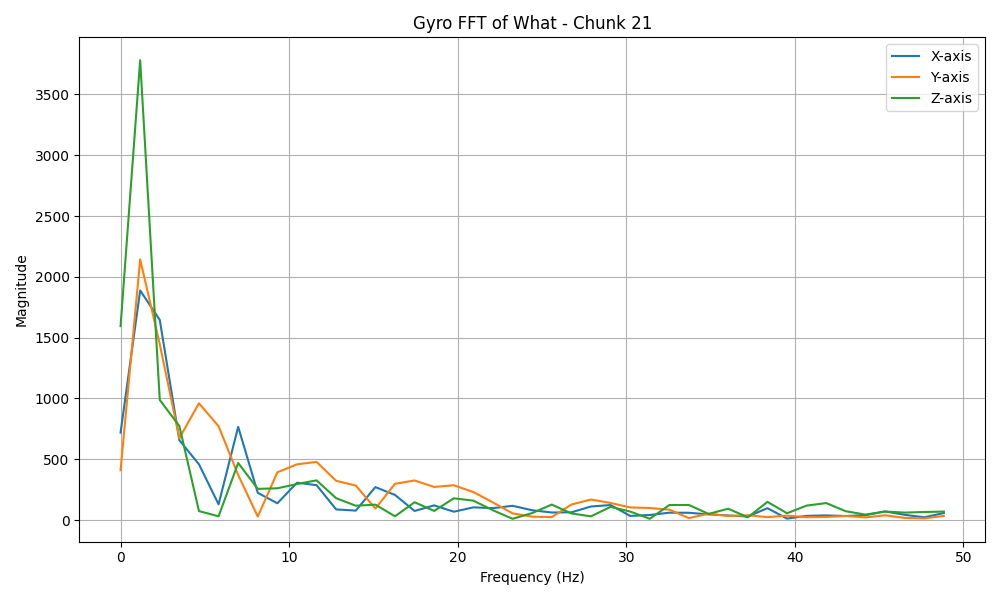 Gyro FFT of What - Chunk 21
X-axis
Y-axis
Z-axis
3500
3000
2500
2000
1500
1000
500
0
Magnitude
0 10 20 30 40 50
Frequency (Hz)